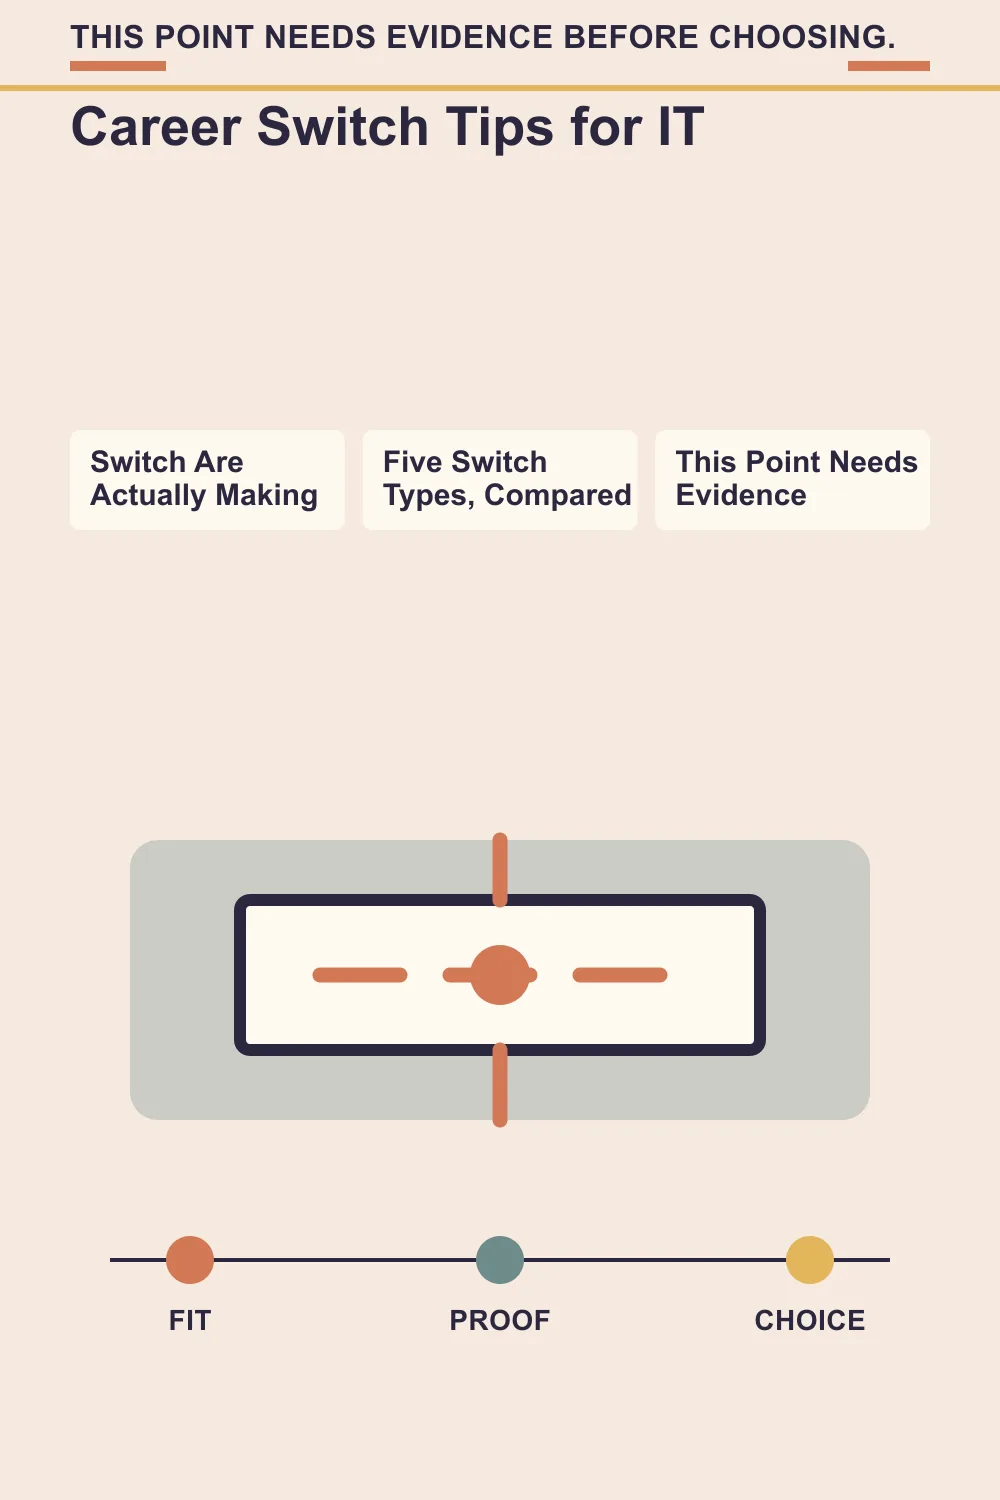 THIS POINT NEEDS EVIDENCE BEFORE CHOOSING.
Career Switch Tips for IT
Switch Are
Actually Making
Five Switch
Types, Compared
This Point Needs
Evidence
FIT
PROOF
CHOICE